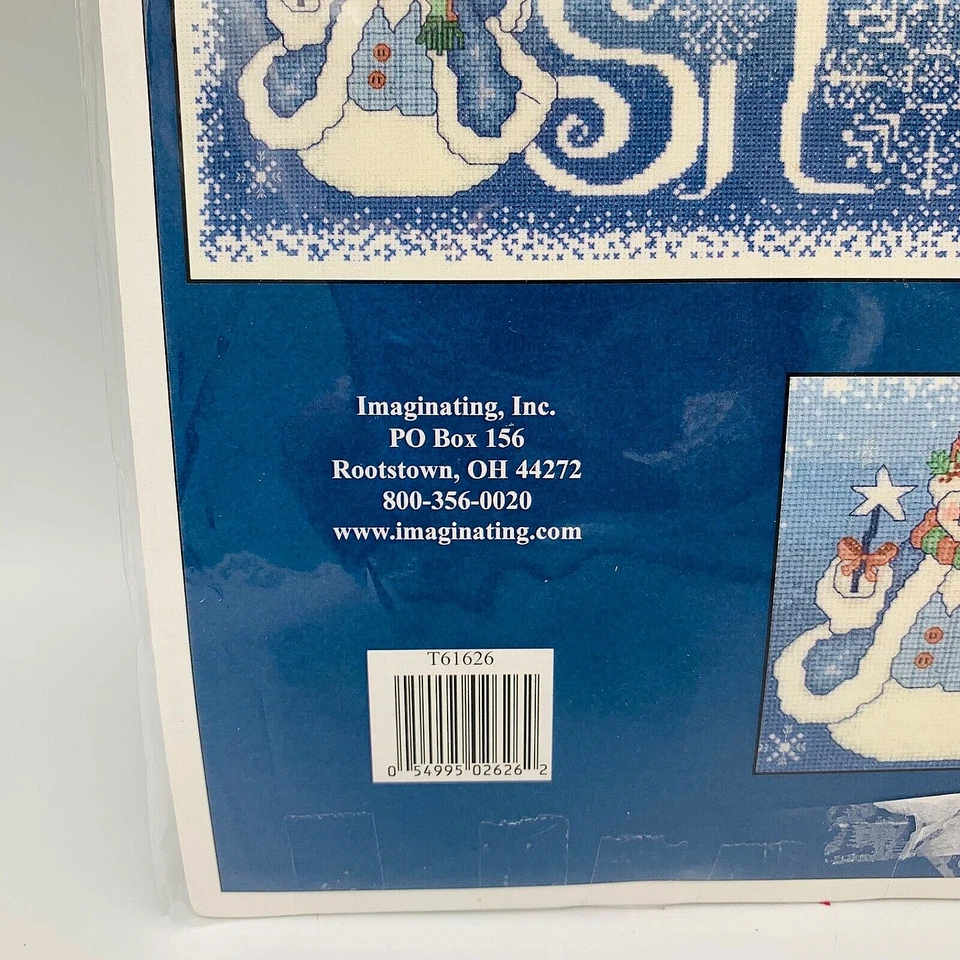 Imaginating, Inc.
PO Box 156
Rootstown, OH 44272
800-356-0020
www.imaginating.com
T61626
0 54995 02626 2